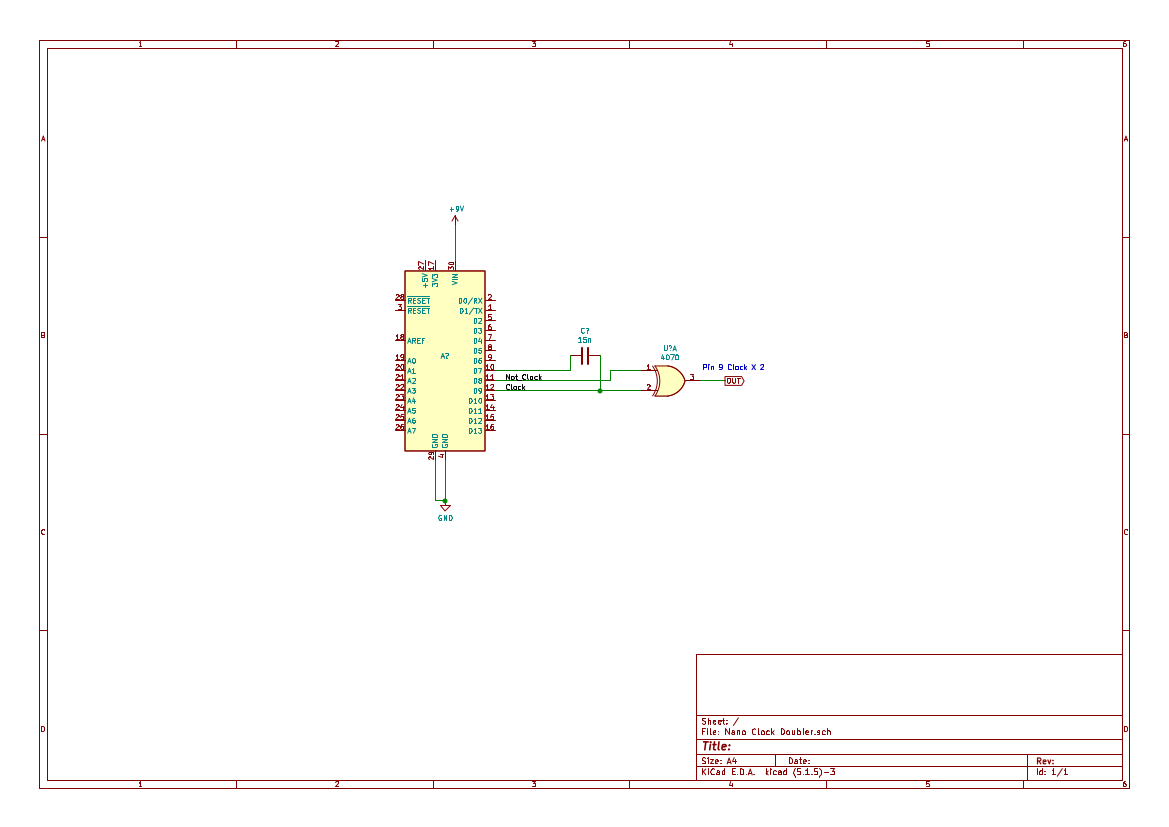 1 2 3 4 5 6
A A
+9V
27 17 30
+5V 3V3 VIN
28 RESET D0/RX 2
3 RESET D1/TX 1
D2 5
D3 6
C?
B B
18 AREF D4 7
15n
D5 8
U?A
A?
4070
19 A0 D6 9
20 A1 D7 10
1
Pin 9 Clock X 2
21 A2 D8 11 Not Clock
3 OUT
22 A3 D9 12 Clock
2
23 A4 D10 13
24 A5 D11 14
25 A6 D12 15
26 A7 D13 16
GND GND
29 4
GND
C C
Sheet: /
File: Nano Clock Doubler.sch
D D
Title:
Size: A4 Date: Rev:
KiCad E.D.A. kicad (5.1.5)-3 Id: 1/1
1 2 3 4 5 6